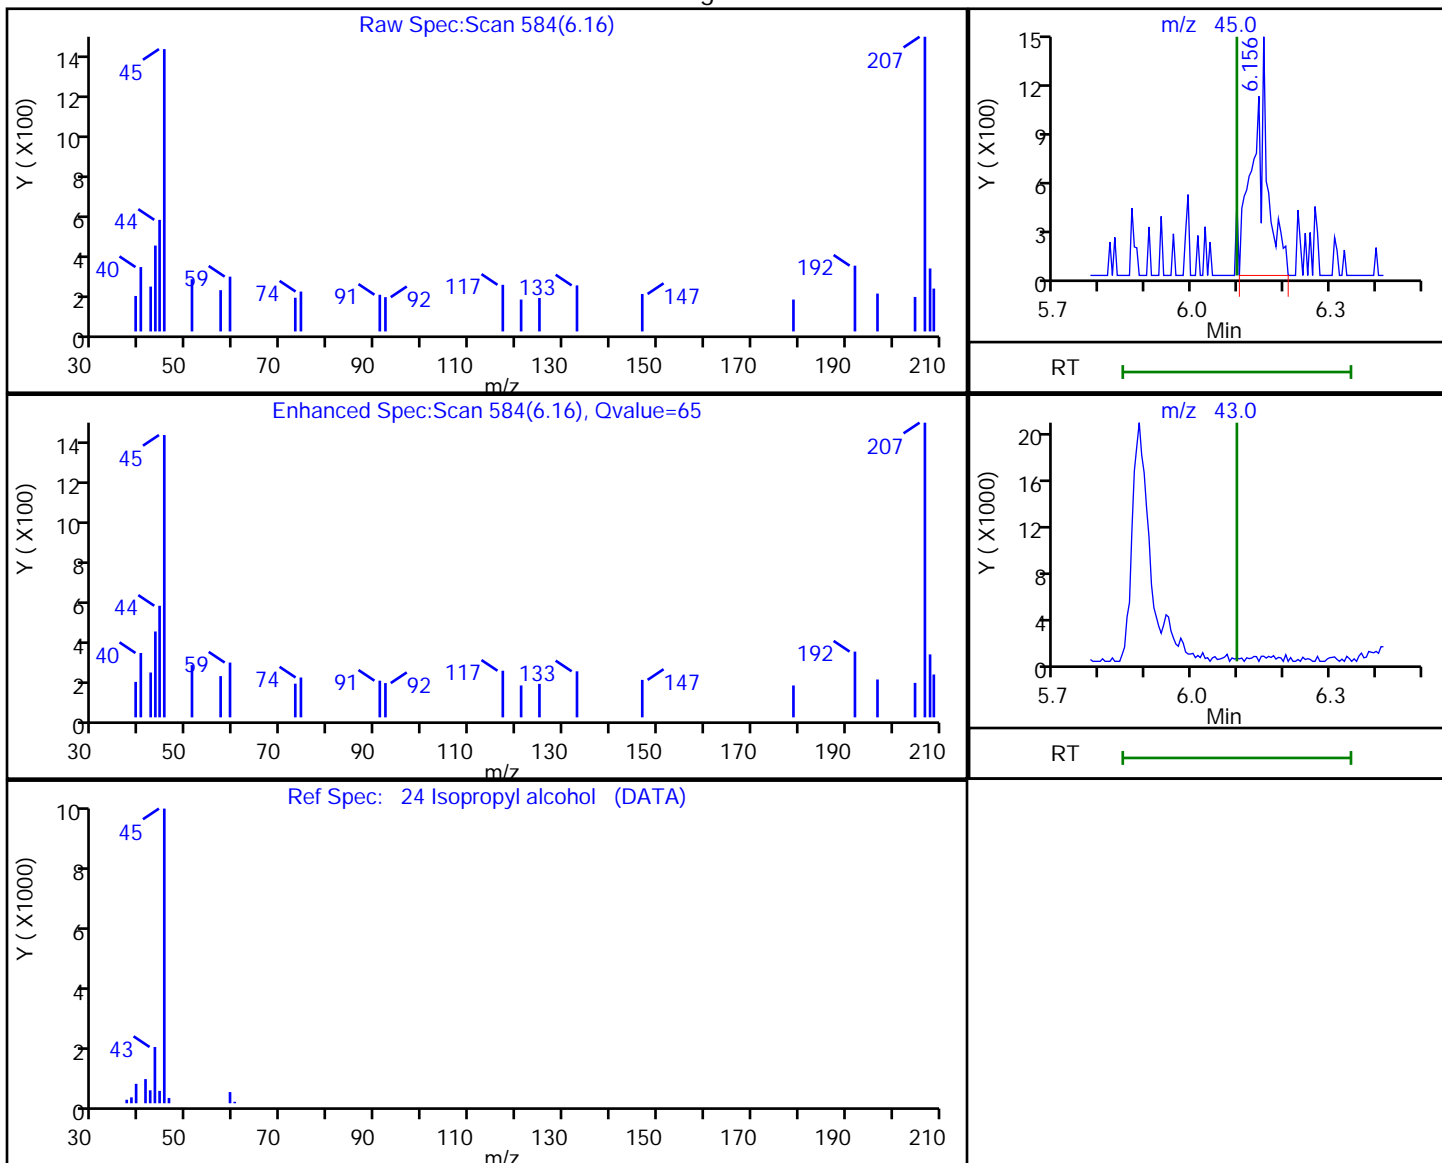 Raw Spec:Scan 584(6.16)
Y ( X100)
14
12
10
8
6
4
2
0
45
44
40
59
74
91
92
117
133
147
192
207
30 50 70 90 110 130 150 170 190 210
m/z
m/z 45.0
Y ( X100)
15
12
9
6
3
0
6.156
5.7 6.0 6.3
Min
RT
Enhanced Spec:Scan 584(6.16), Qvalue=65
Y ( X100)
14
12
10
8
6
4
2
0
45
44
40
59
74
91
92
117
133
147
192
207
30 50 70 90 110 130 150 170 190 210
m/z
m/z 43.0
Y ( X1000)
20
16
12
8
4
0
5.7 6.0 6.3
Min
RT
Ref Spec: 24 Isopropyl alcohol (DATA)
Y ( X1000)
10
8
6
4
2
0
45
43
30 50 70 90 110 130 150 170 190 210
m/z